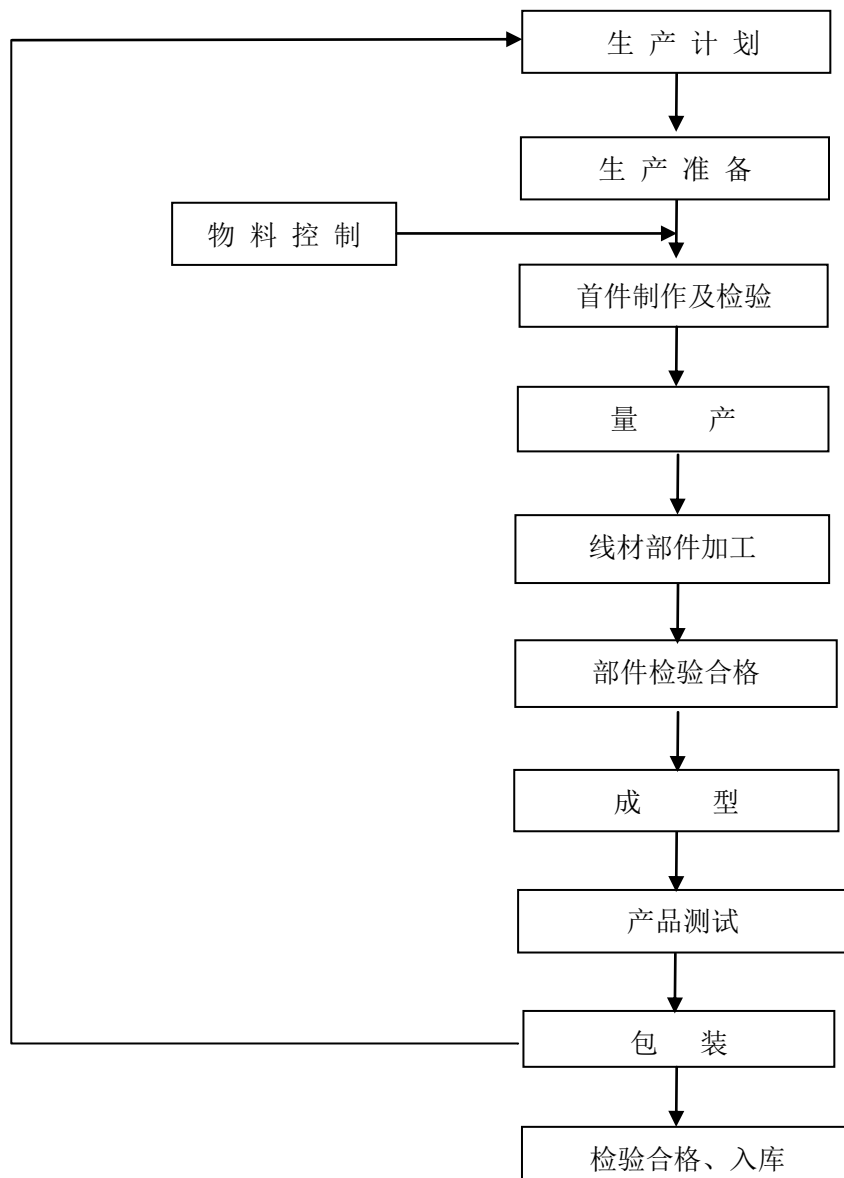 生产计划
生产准备
物料控制
首件制作及检验
量产
线材部件加工
部件检验合格
成型
产品测试
包装
检验合格、入库